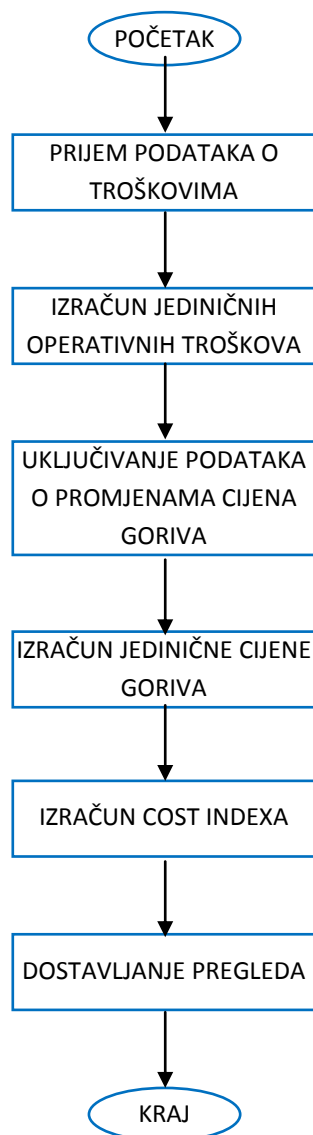 POČETAK
PRIJEM PODATAKA O
TROŠKOVIMA
IZRAČUN JEDINIČNIH
OPERATIVNIH TROŠKOVA
UKLJUČIVANJE PODATAKA
O PROMJENAMA CIJENA
GORIVA
IZRAČUN JEDINIČNE CIJENE
GORIVA
IZRAČUN COST INDEXA
DOSTAVLJANJE PREGLEDA
KRAJ